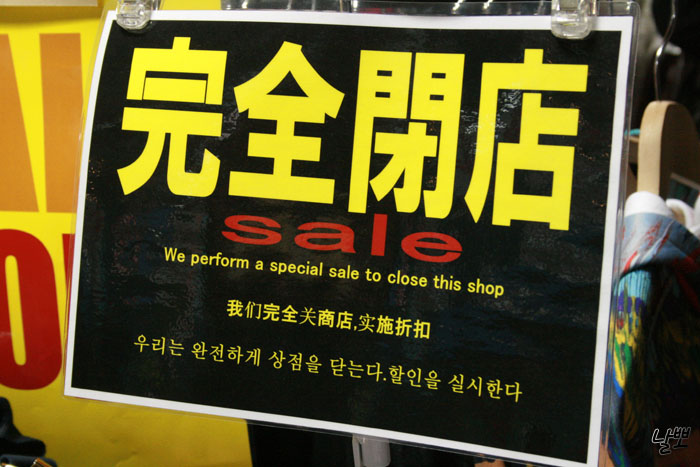 完全閉店
sale
We perform a special sale to close this shop
我们完全关商店,实施折扣
우리는 완전하게 상점을 닫는다.할인을 실시한다
날뽀